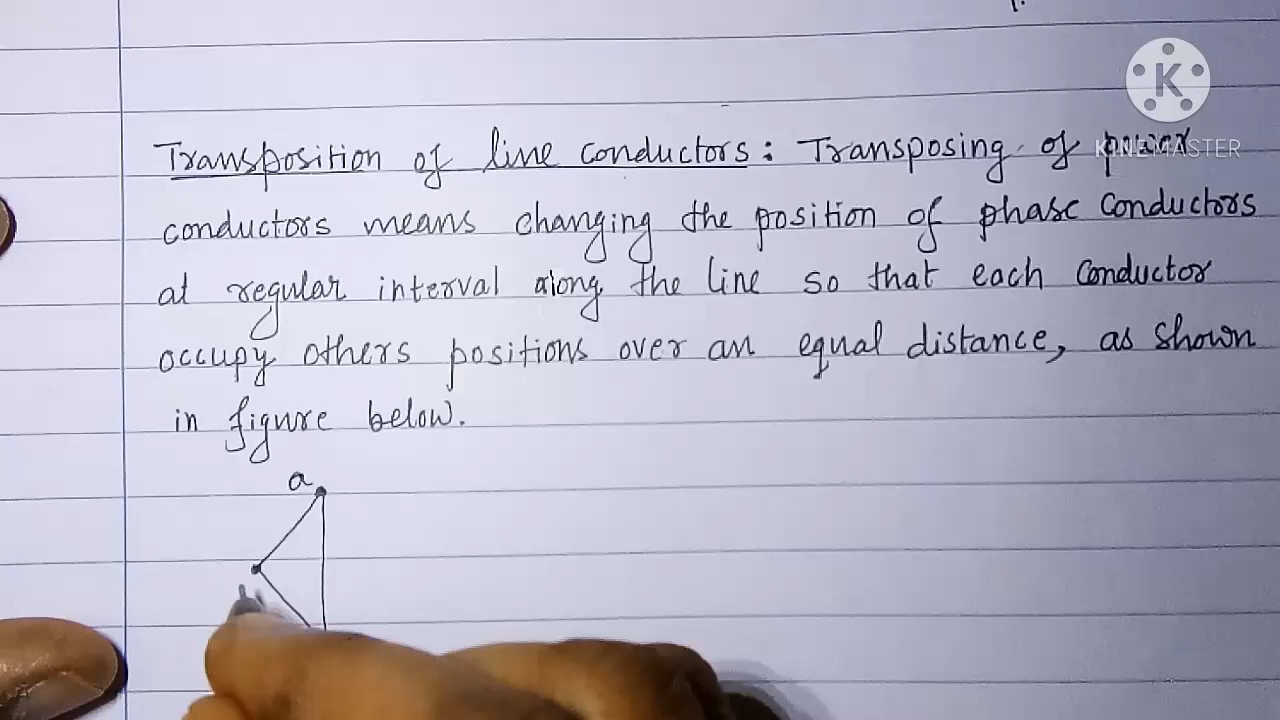 K
KINEMASTER
Transposition of line conductors: Transposing of
conductors means changing the position of phase conductors
at regular interval along the line so that each conductor
occupy others positions over an equal distance, as shown
in figure below.
a